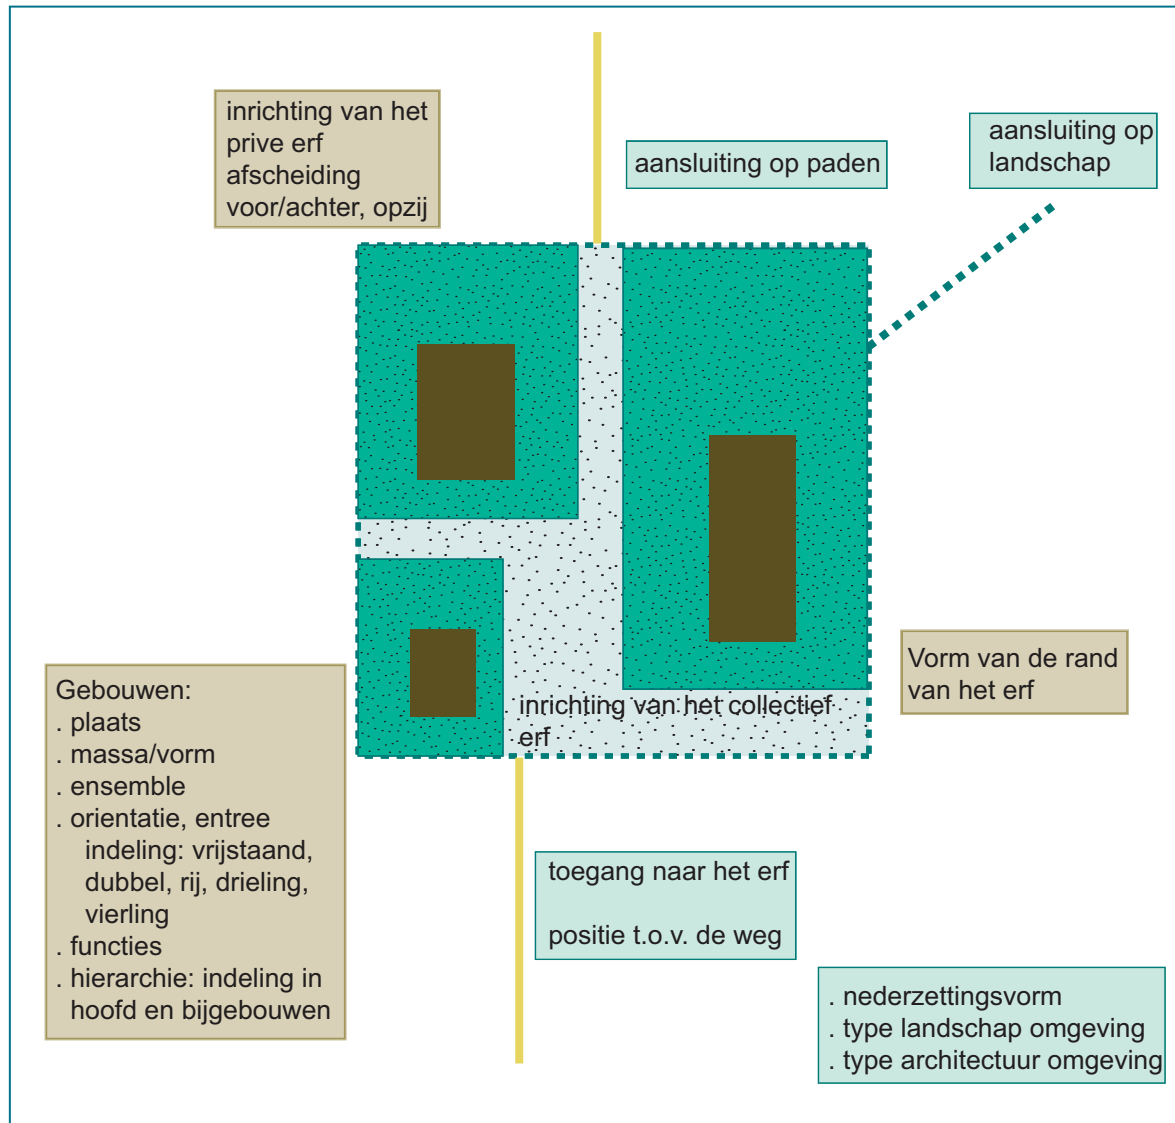 inrichting van het
prive erf
afscheiding
voor/achter, opzij
aansluiting op paden
aansluiting op
landschap
inrichting van het collectief
erf
Vorm van de rand
van het erf
Gebouwen:
. plaats
. massa/vorm
. ensemble
. orientatie, entree
indeling: vrijstaand,
dubbel, rij, drieling,
vierling
. functies
. hierarchie: indeling in
hoofd en bijgebouwen
toegang naar het erf
positie t.o.v. de weg
. nederzettingsvorm
. type landschap omgeving
. type architectuur omgeving